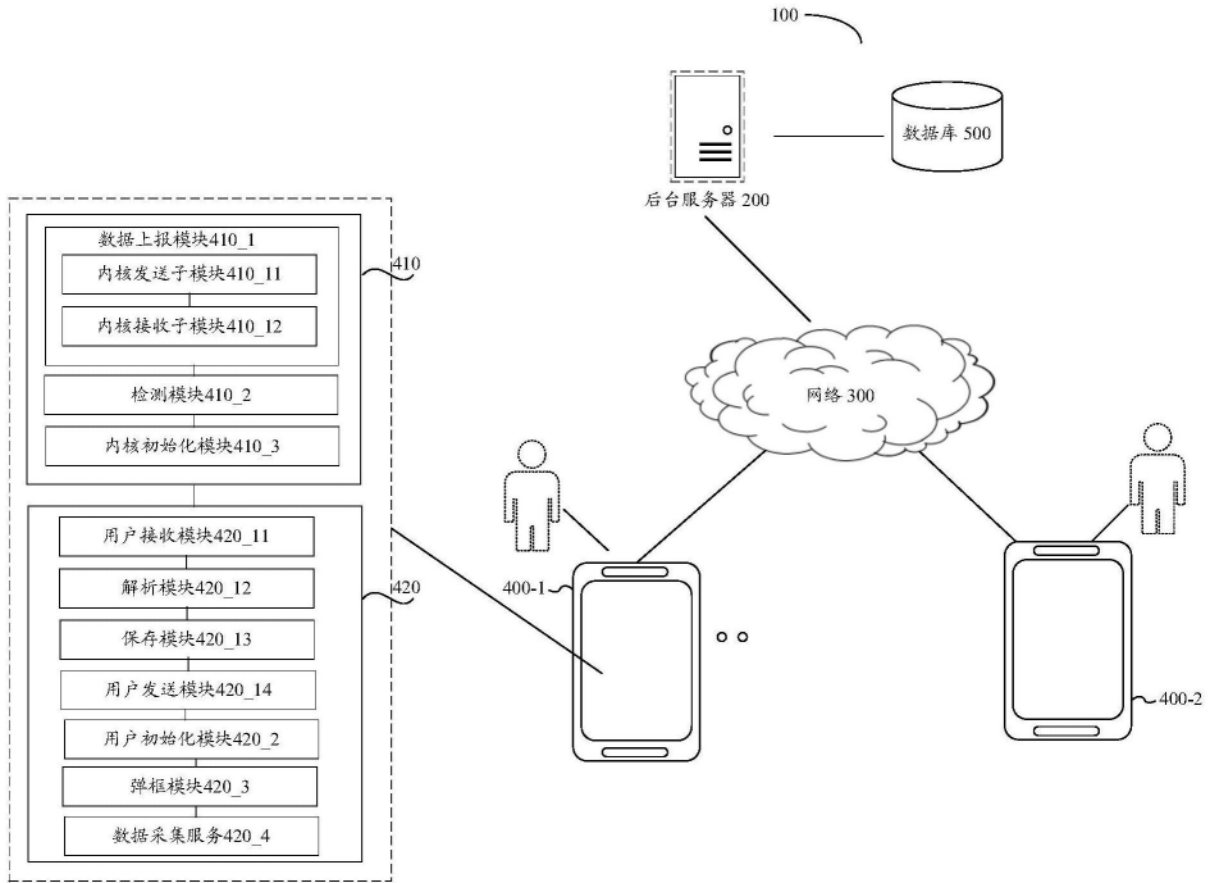 100
数据库 500
后台服务器 200
数据上报模块410_1
内核发送子模块410_11
内核接收子模块410_12
410
检测模块410_2
内核初始化模块410_3
网络 300
用户接收模块420_11
解析模块420_12
420
保存模块420_13
用户发送模块420_14
用户初始化模块420_2
弹框模块420_3
数据采集服务420_4
400-1
400-2